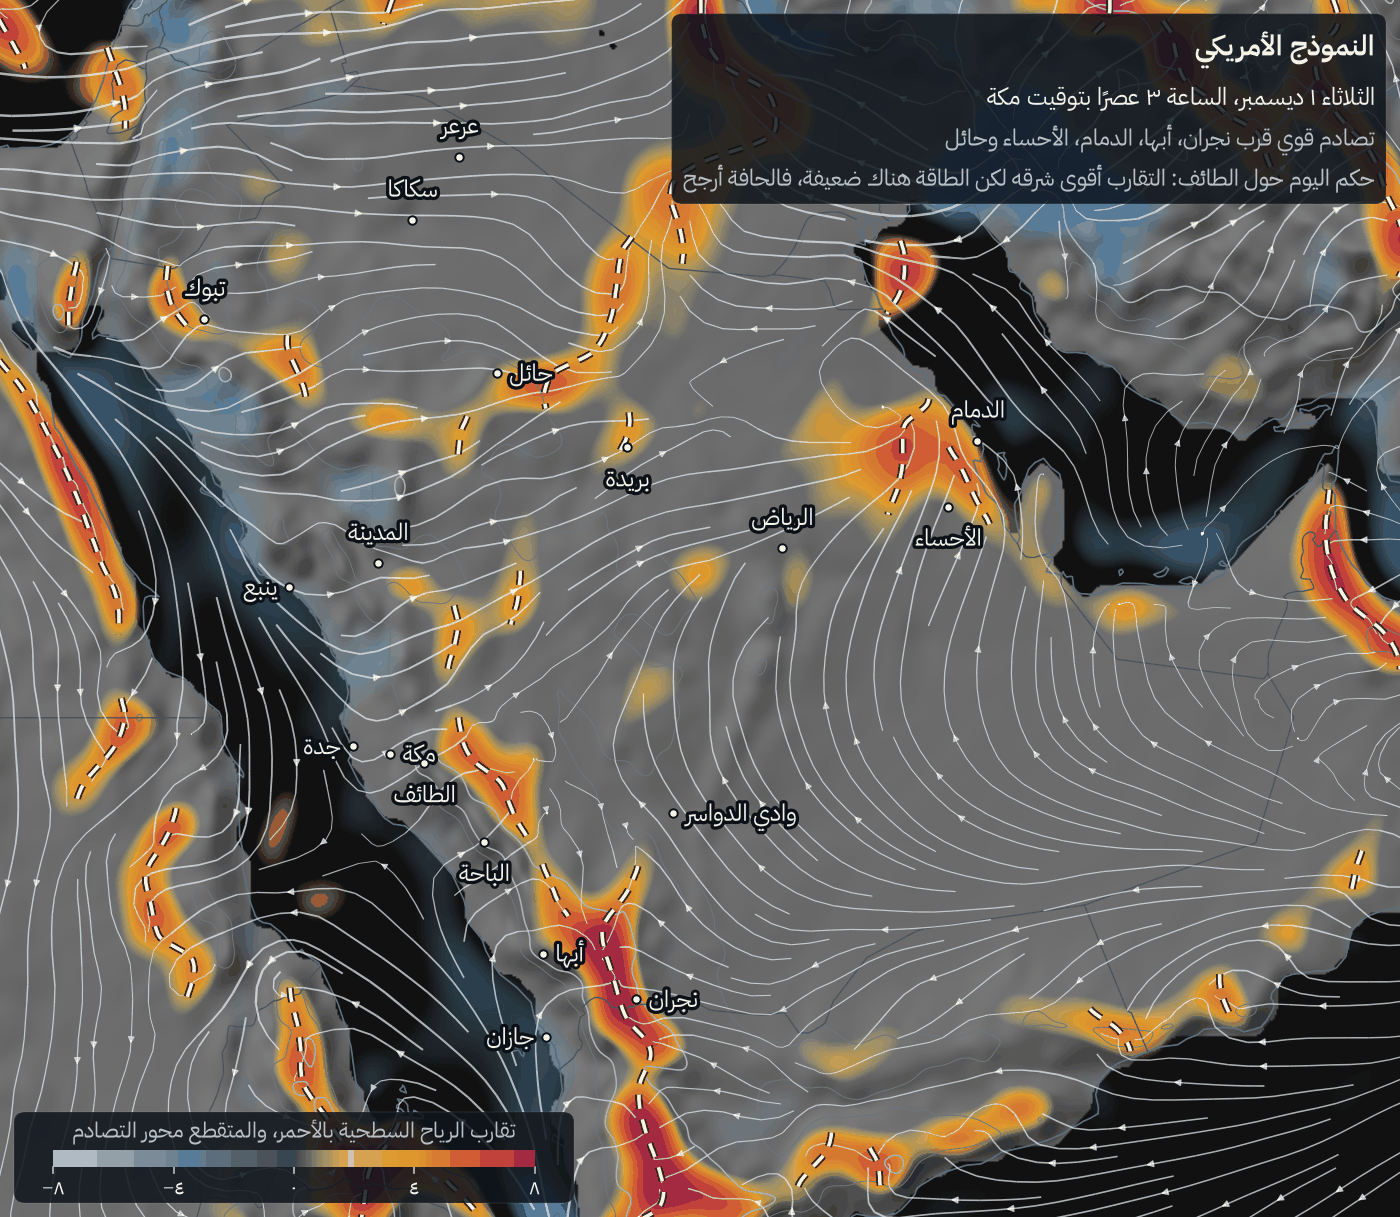 النموذج الأمريكي
الثلاثاء ١ ديسمبر، الساعة ٣ عصرًا بتوقيت مكة
تصادم قوي قرب نجران، أبها، الدمام، الأحساء وحائل
حكم اليوم حول الطائف: التقارب أقوى شرقه لكن الطاقة هناك ضعيفة، فالحافة أرجح
عرعر
سكاكا
تبوك
حائل
الدمام
بريدة
الرياض
الأحساء
المدينة
ينبع
جدة
مكة
الطائف
وادي الدواسر
الباحة
أبها
نجران
جازان
تقارب الرياح السطحية بالأحمر، والمتقطع محور التصادم
−٨ −٤ ٠ ٤ ٨